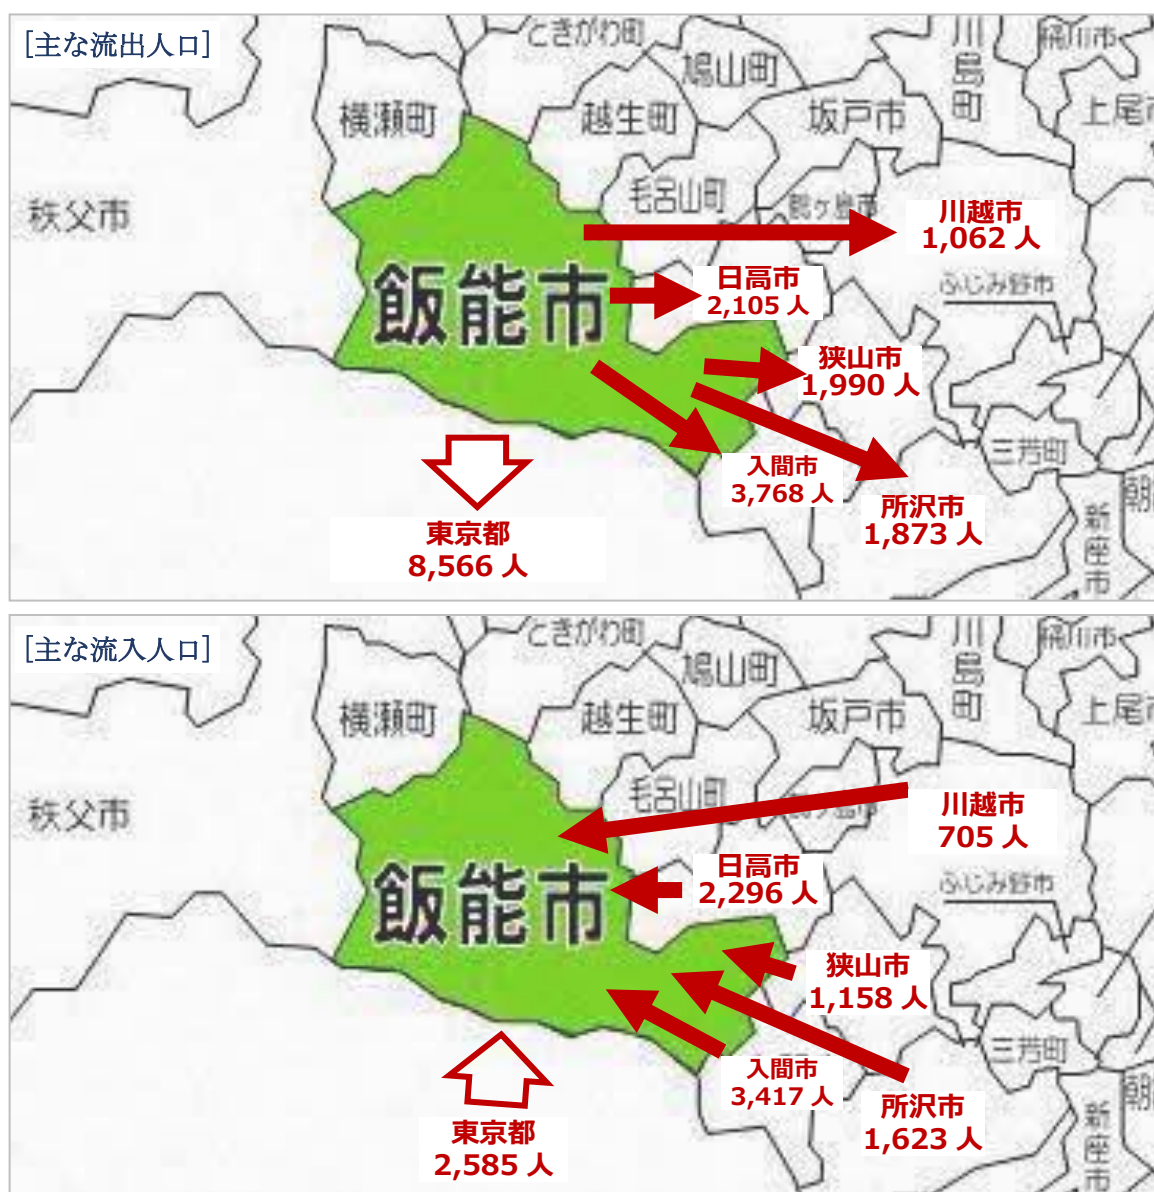 [主な流出人口]
ときがわ町
鳩山町
川島町
桶川市
上尾
横瀬町
越生町
坂戸市
毛呂山町
鶴ヶ島市
秩父市
川越市
1,062 人
飯能市
日高市
2,105 人
ふじみ野市
狭山市
1,990 人
入間市
3,768 人
三芳町
所沢市
1,873 人
新座市
朝
東京都
8,566 人
[主な流入人口]
ときがわ町
鳩山町
川島町
桶川市
上尾
横瀬町
越生町
坂戸市
毛呂山町
秩父市
川越市
705 人
飯能市
日高市
2,296 人
ふじみ野市
狭山市
1,158 人
入間市
3,417 人
三芳町
所沢市
1,623 人
新座市
朝
東京都
2,585 人